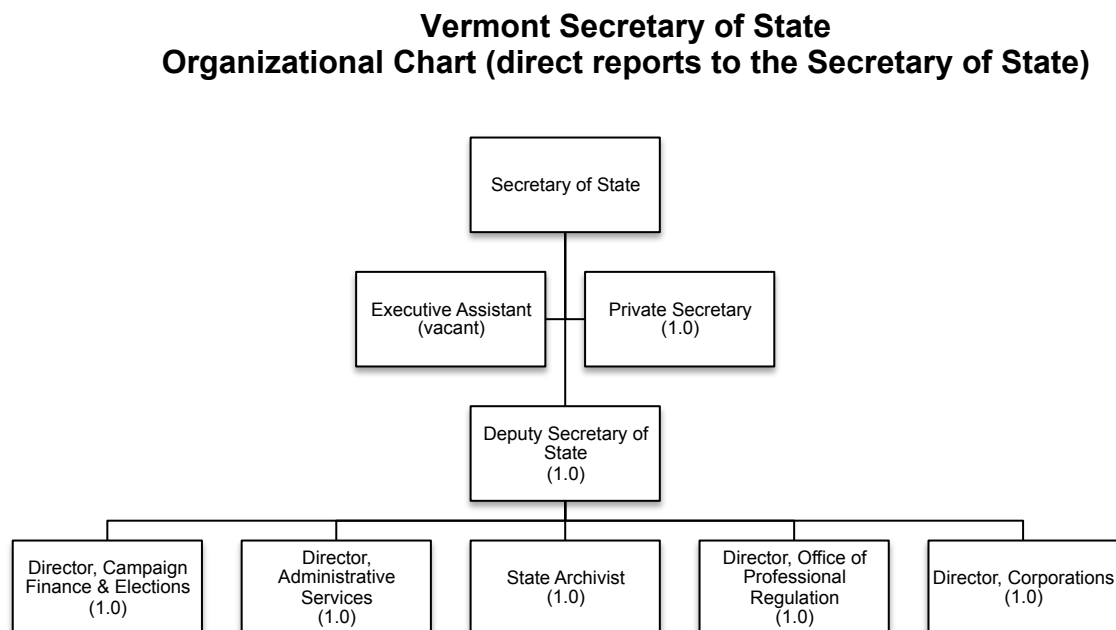 Vermont Secretary of State
Organizational Chart (direct reports to the Secretary of State)
Secretary of State
Executive Assistant
(vacant)
Private Secretary
(1.0)
Deputy Secretary of
State
(1.0)
Director, Campaign
Finance & Elections
(1.0)
Director,
Administrative
Services
(1.0)
State Archivist
(1.0)
Director, Office of
Professional
Regulation
(1.0)
Director, Corporations
(1.0)